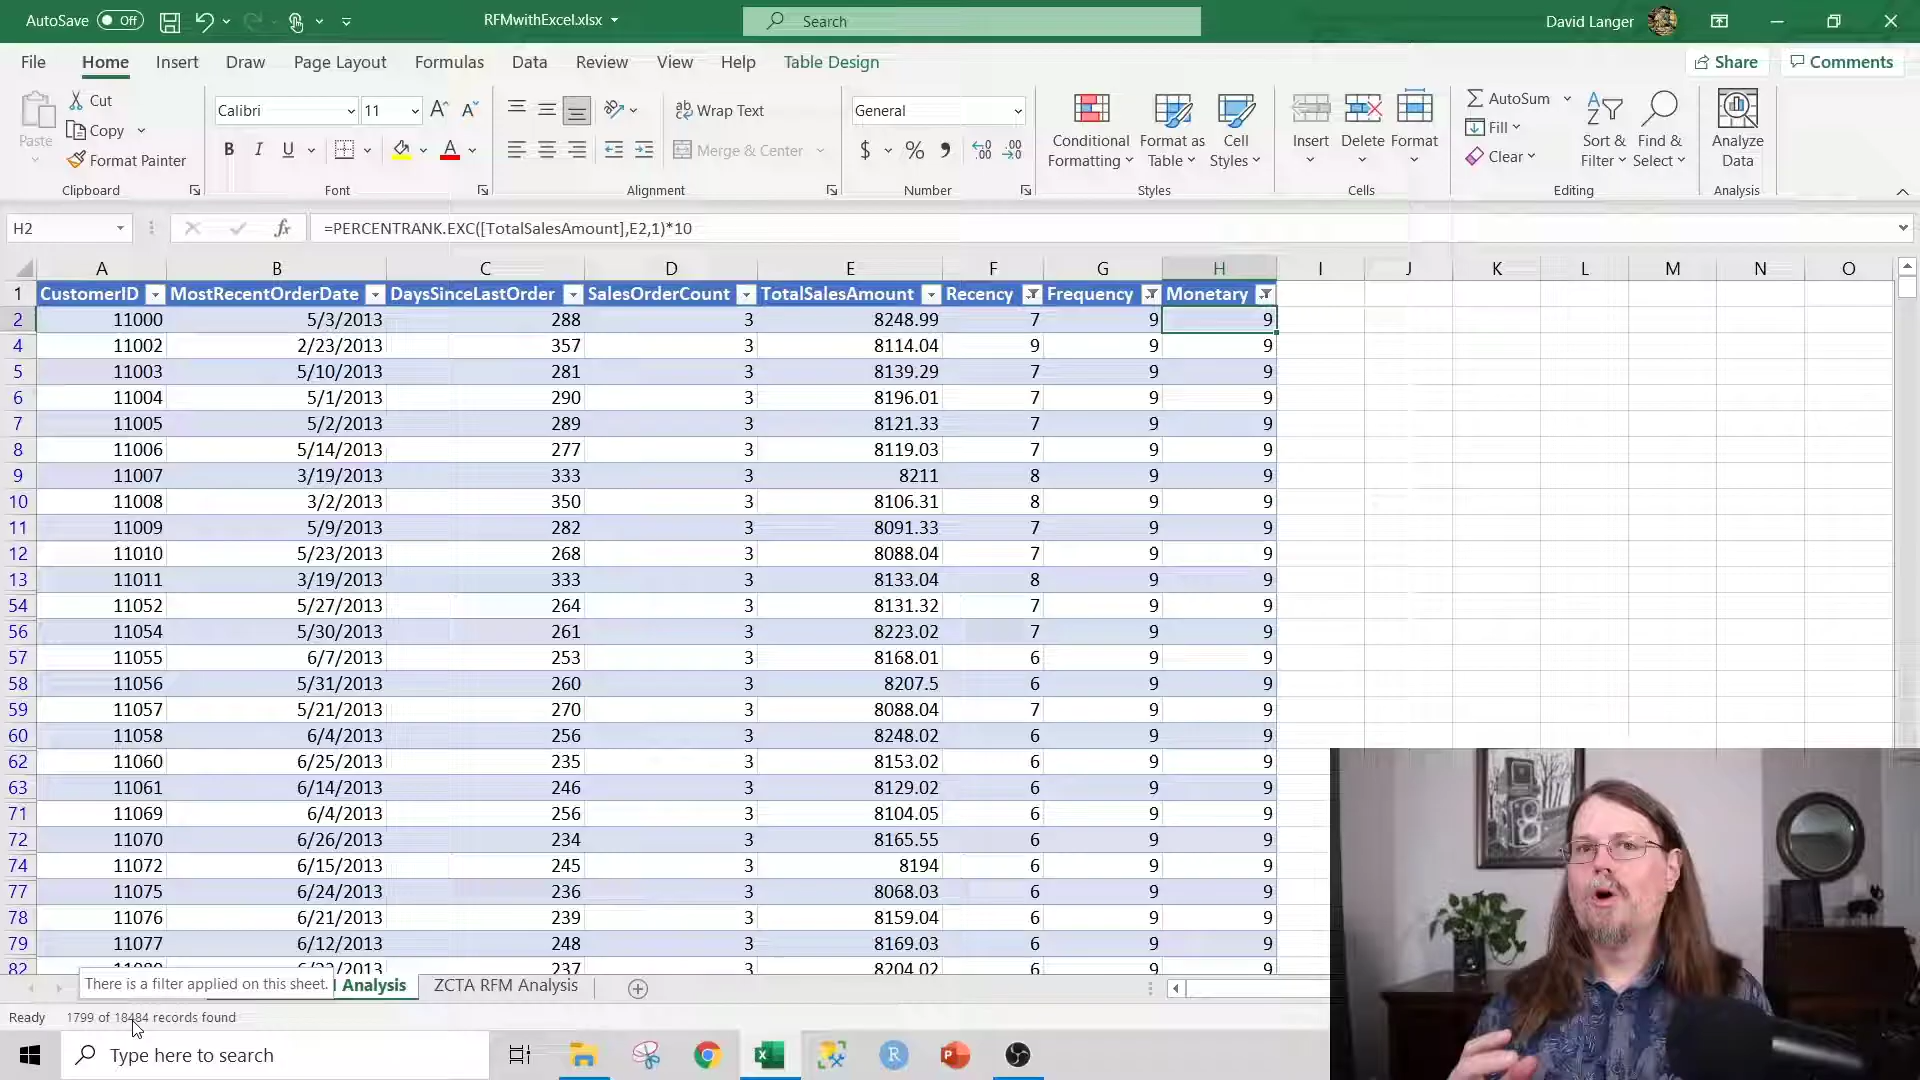 AutoSave Off RFMwithExcel.xlsx Search David Langer
File Home Insert Draw Page Layout Formulas Data Review View Help Table Design Share Comments
Paste Cut Copy Format Painter Clipboard
Calibri 11 B I U Font
Wrap Text Merge & Center Alignment
General $ % Number
Conditional Formatting Format as Table Cell Styles Styles
Insert Delete Format Cells
AutoSum Fill Clear Sort & Filter Find & Select Editing
Analyze Data Analysis
H2 fx =PERCENTRANK.EXC([TotalSalesAmount],E2,1)*10
A B C D E F G H I J K L M N O
1 CustomerID MostRecentOrderDate DaysSinceLastOrder SalesOrderCount TotalSalesAmount Recency Frequency Monetary
2 11000 5/3/2013 288 3 8248.99 7 9 9
4 11002 2/23/2013 357 3 8114.04 9 9 9
5 11003 5/10/2013 281 3 8139.29 7 9 9
6 11004 5/1/2013 290 3 8196.01 7 9 9
7 11005 5/2/2013 289 3 8121.33 7 9 9
8 11006 5/14/2013 277 3 8119.03 7 9 9
9 11007 3/19/2013 333 3 8211 8 9 9
10 11008 3/2/2013 350 3 8106.31 8 9 9
11 11009 5/9/2013 282 3 8091.33 7 9 9
12 11010 5/23/2013 268 3 8088.04 7 9 9
13 11011 3/19/2013 333 3 8133.04 8 9 9
54 11052 5/27/2013 264 3 8131.32 7 9 9
56 11054 5/30/2013 261 3 8223.02 7 9 9
57 11055 6/7/2013 253 3 8168.01 6 9 9
58 11056 5/31/2013 260 3 8207.5 6 9 9
59 11057 5/21/2013 270 3 8088.04 7 9 9
60 11058 6/4/2013 256 3 8248.02 6 9 9
62 11060 6/25/2013 235 3 8153.02 6 9 9
63 11061 6/14/2013 246 3 8129.02 6 9 9
71 11069 6/4/2013 256 3 8104.05 6 9 9
72 11070 6/26/2013 234 3 8165.55 6 9 9
74 11072 6/15/2013 245 3 8194 6 9 9
77 11075 6/24/2013 236 3 8068.03 6 9 9
78 11076 6/21/2013 239 3 8159.04 6 9 9
79 11077 6/12/2013 248 3 8169.03 6 9 9
82 237 3 8204.02 6 9 9
There is a filter applied on this sheet. Analysis ZCTA RFM Analysis
Ready 1799 of 18484 records found
Type here to search